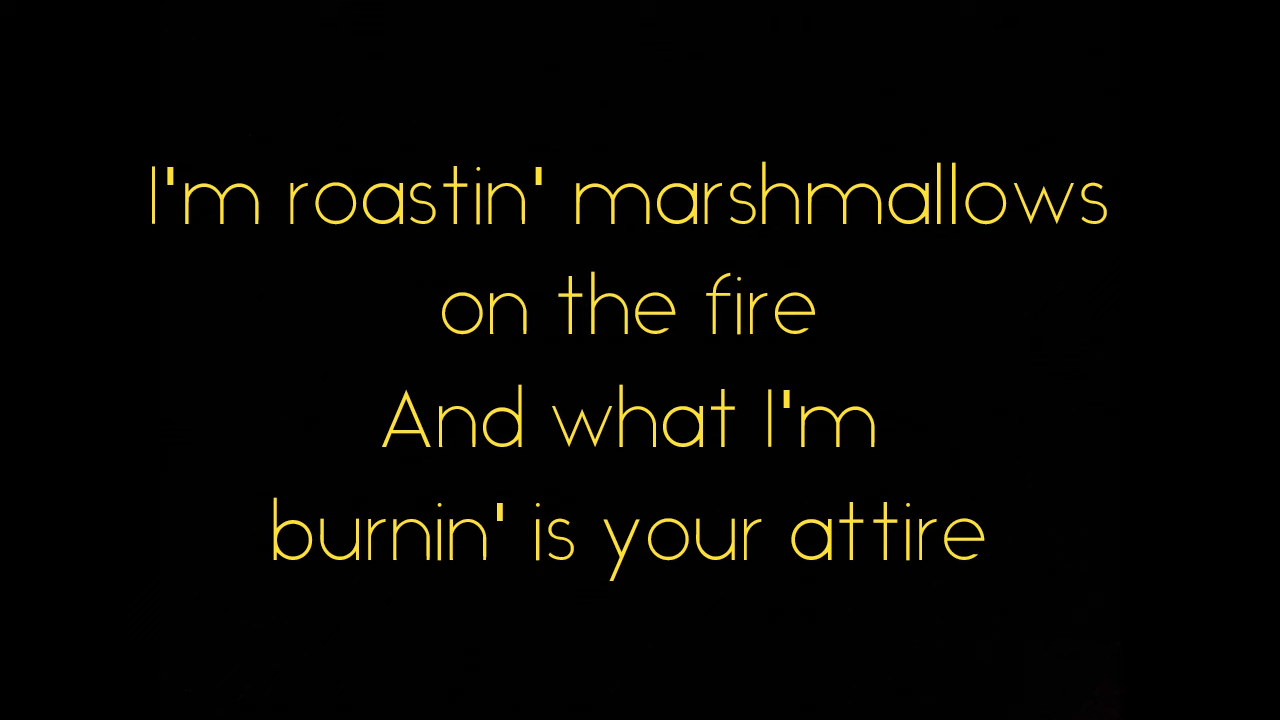 I'm roastin' marshmallows
on the fire
And what I'm
burnin' is your attire